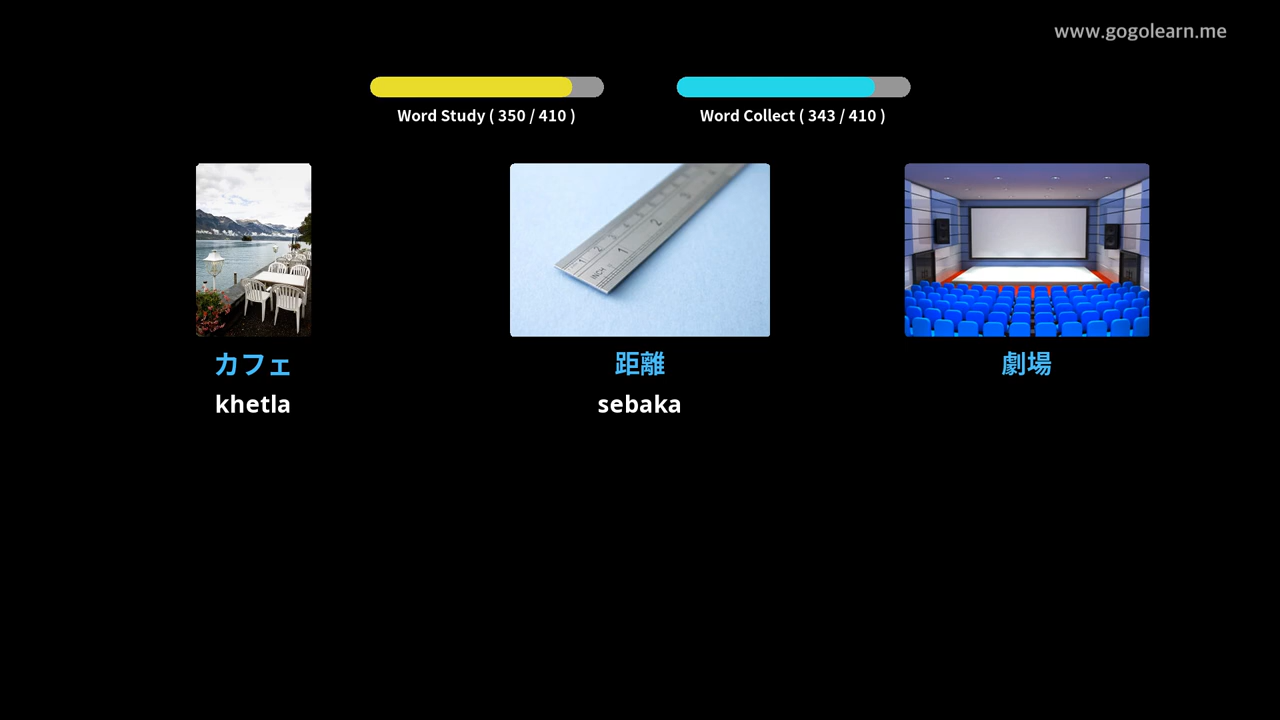 www.gogolearn.me
Word Study ( 350 / 410 )
Word Collect ( 343 / 410 )
カフェ
khetla
距離
sebaka
劇場